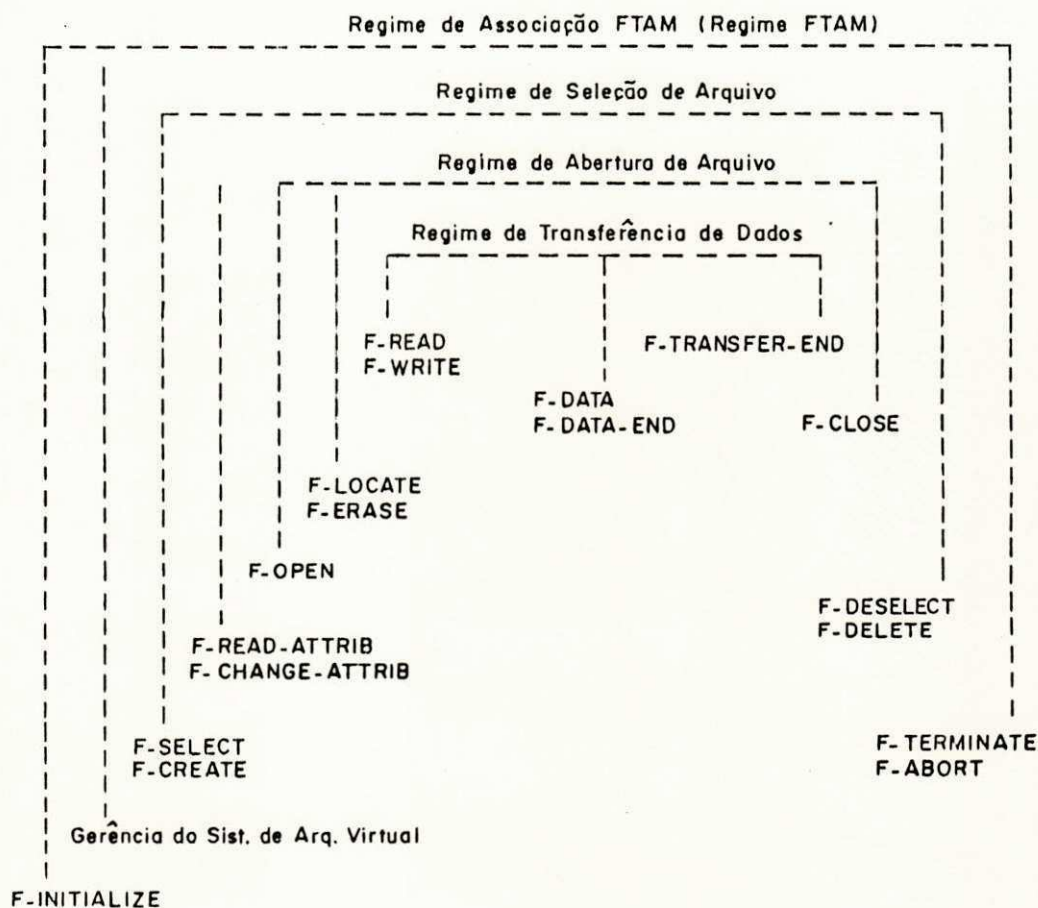 Regime de Associação FTAM (Regime FTAM)
Regime de Seleção de Arquivo
Regime de Abertura de Arquivo
Regime de Transferência de Dados
F-READ
F-WRITE
F-TRANSFER-END
F-DATA
F-DATA-END
F-CLOSE
F-LOCATE
F-ERASE
F-OPEN
F-DESELECT
F-DELETE
F-READ-ATTRIB
F-CHANGE-ATTRIB
F-SELECT
F-CREATE
F-TERMINATE
F-ABORT
Gerência do Sist. de Arq. Virtual
F-INITIALIZE